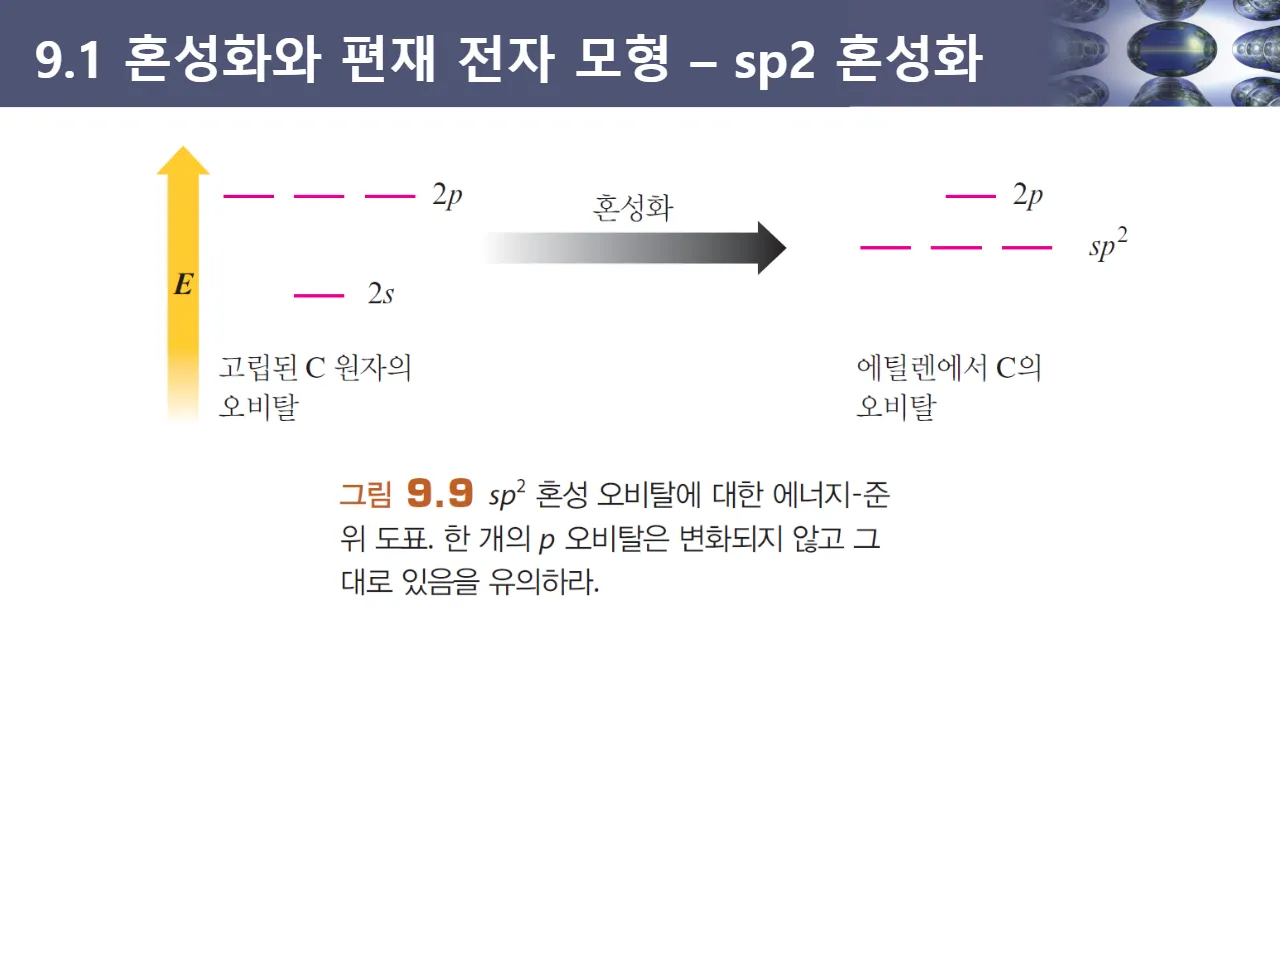 9.1 혼성화와 편재 전자 모형 – sp2 혼성화
2p
혼성화
2p
sp²
E
2s
고립된 C 원자의
오비탈
에틸렌에서 C의
오비탈
그림 9.9 sp² 혼성 오비탈에 대한 에너지-준
위 도표. 한 개의 p 오비탈은 변화되지 않고 그
대로 있음을 유의하라.